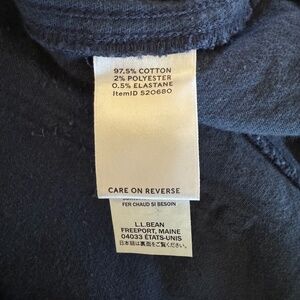 97.5% COTTON
2% POLYESTER
0.5% ELASTANE
ItemID 520680
CARE ON REVERSE
FER CHAUD SI BESOIN
L.L.BEAN
FREEPORT, MAINE
04033 ÉTATS-UNIS
日本語は裏面をご覧ください。